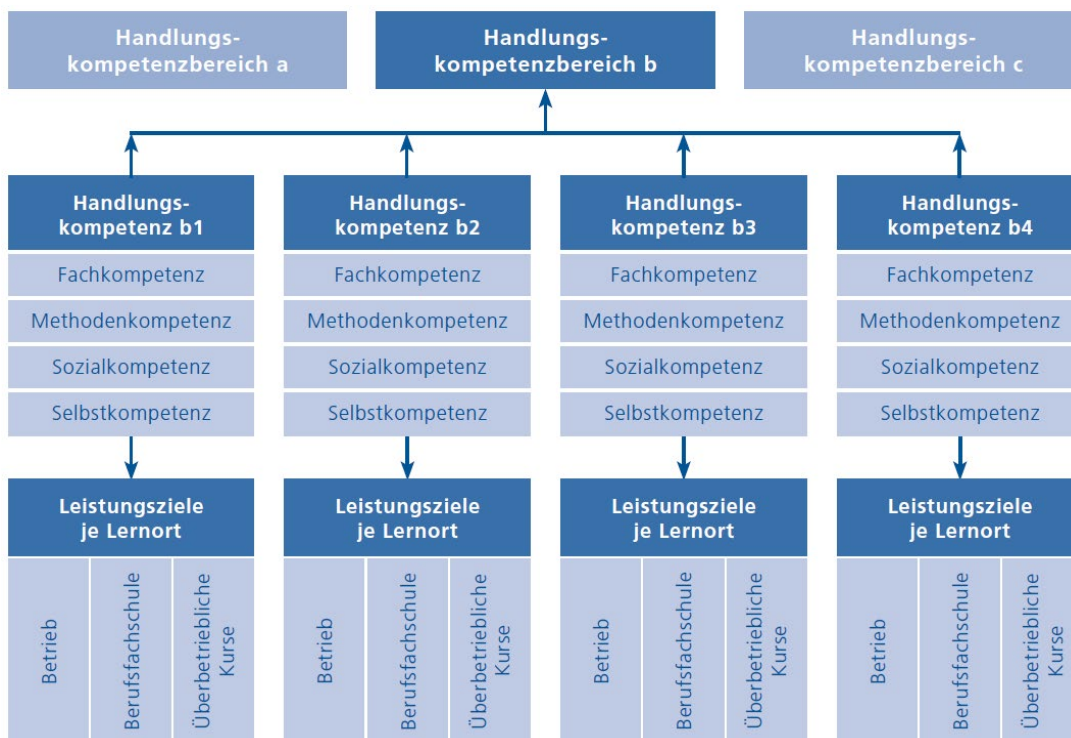 Handlungs-
kompetenzbereich a
Handlungs-
kompetenzbereich b
Handlungs-
kompetenzbereich c
Handlungs-
kompetenz b1
Handlungs-
kompetenz b2
Handlungs-
kompetenz b3
Handlungs-
kompetenz b4
Fachkompetenz
Fachkompetenz
Fachkompetenz
Fachkompetenz
Methodenkompetenz
Methodenkompetenz
Methodenkompetenz
Methodenkompetenz
Sozialkompetenz
Sozialkompetenz
Sozialkompetenz
Sozialkompetenz
Selbstkompetenz
Selbstkompetenz
Selbstkompetenz
Selbstkompetenz
Leistungsziele
je Lernort
Leistungsziele
je Lernort
Leistungsziele
je Lernort
Leistungsziele
je Lernort
Betrieb
Berufsfachschule
Überbetriebliche
Kurse
Betrieb
Berufsfachschule
Überbetriebliche
Kurse
Betrieb
Berufsfachschule
Überbetriebliche
Kurse
Betrieb
Berufsfachschule
Überbetriebliche
Kurse